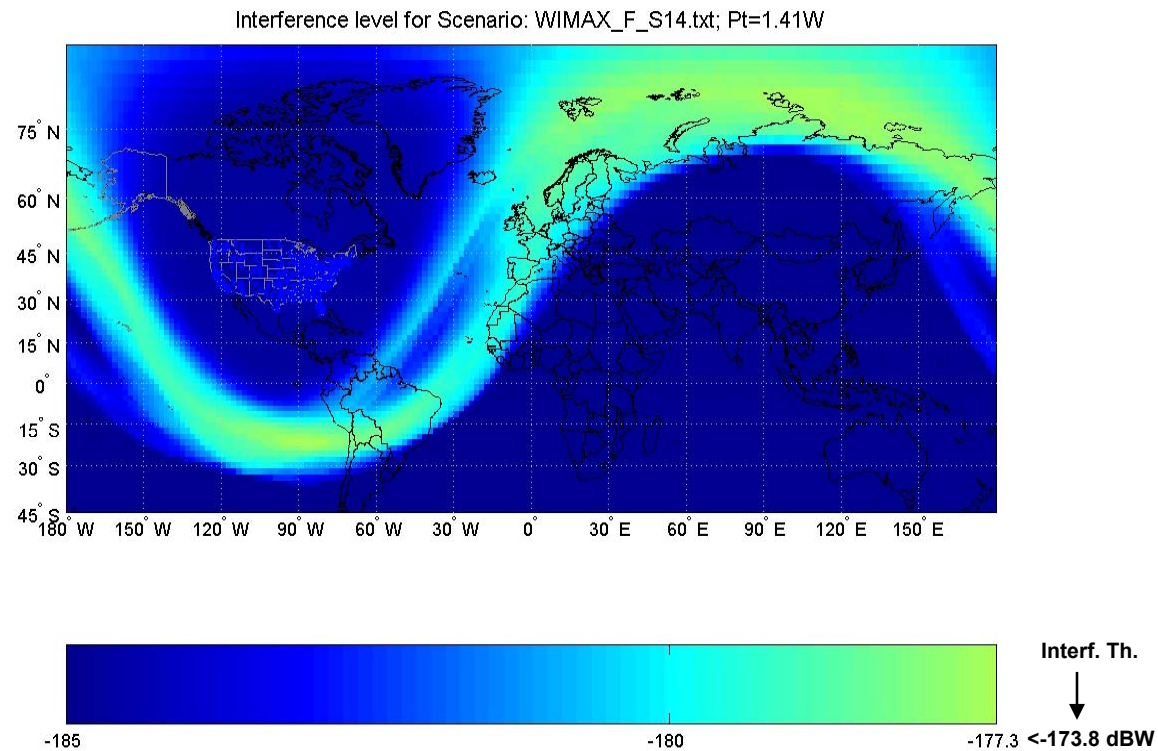 Interference level for Scenario: WIMAX_F_S14.txt; Pt=1.41W
75° N
60° N
45° N
30° N
15° N
0°
15° S
30° S
45° S
180° W 150° W 120° W 90° W 60° W 30° W 0° 30° E 60° E 90° E 120° E 150° E
Interf. Th.
-185 -180 -177.3 <-173.8 dBW